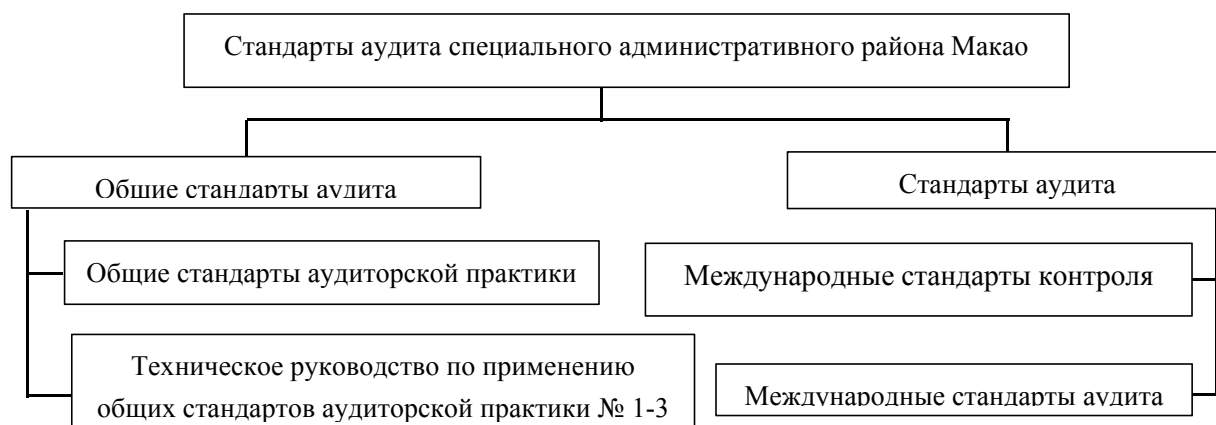 Стандарты аудита специального административного района Макао
Общие стандарты аудита
Стандарты аудита
Общие стандарты аудиторской практики
Международные стандарты контроля
Техническое руководство по применению
общих стандартов аудиторской практики № 1-3
Международные стандарты аудита